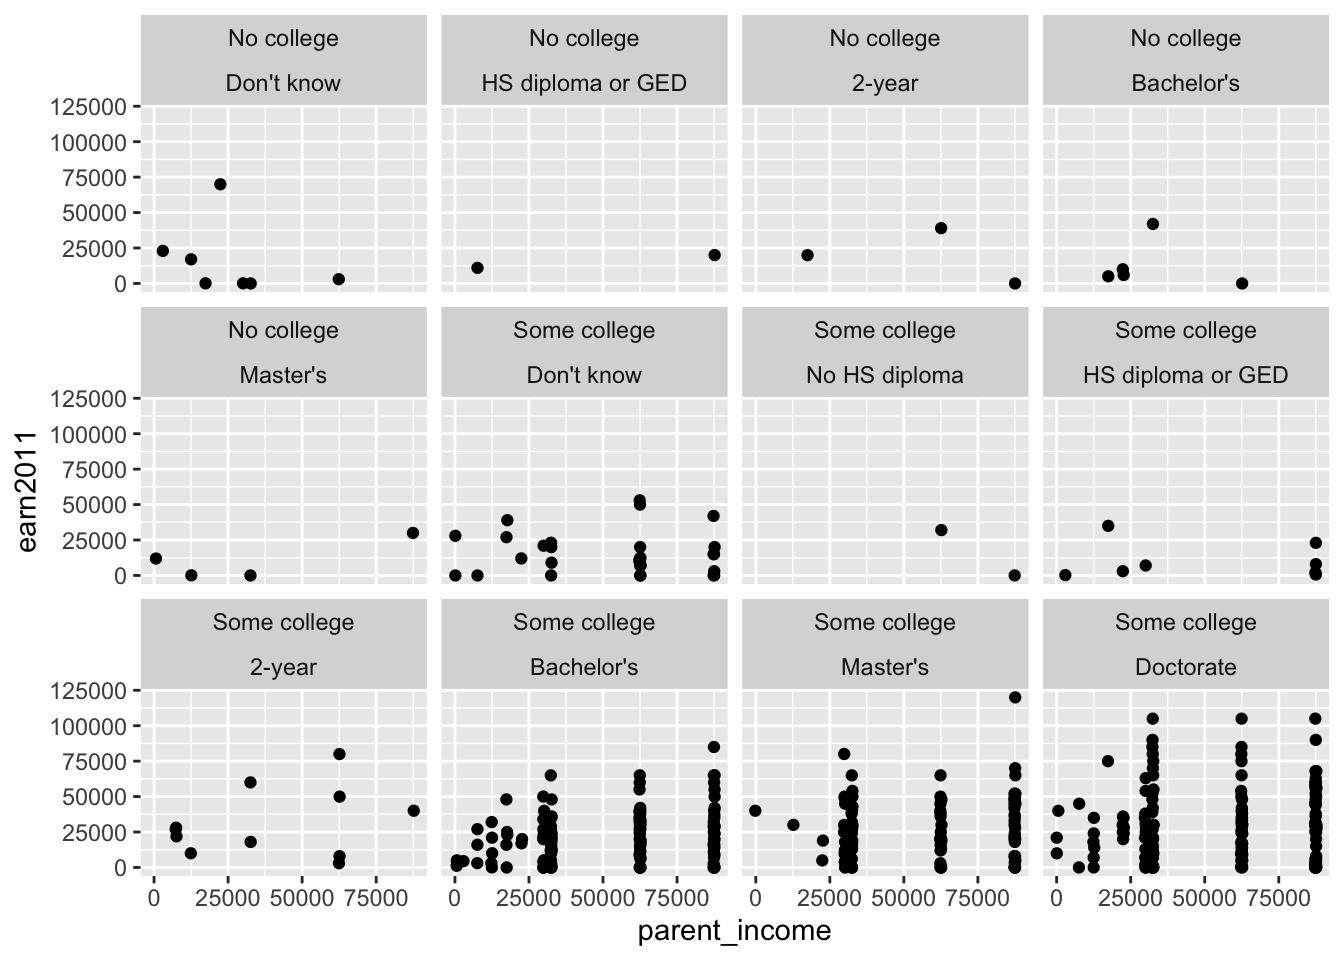 No college
Don't know
No college
HS diploma or GED
No college
2-year
No college
Bachelor's
125000
100000
75000
50000
25000
0
No college
Master's
Some college
Don't know
Some college
No HS diploma
Some college
HS diploma or GED
125000
100000
75000
50000
25000
0
earn2011
Some college
2-year
Some college
Bachelor's
Some college
Master's
Some college
Doctorate
125000
100000
75000
50000
25000
0
0 25000 50000 75000
0 25000 50000 75000
0 25000 50000 75000
0 25000 50000 75000
parent_income